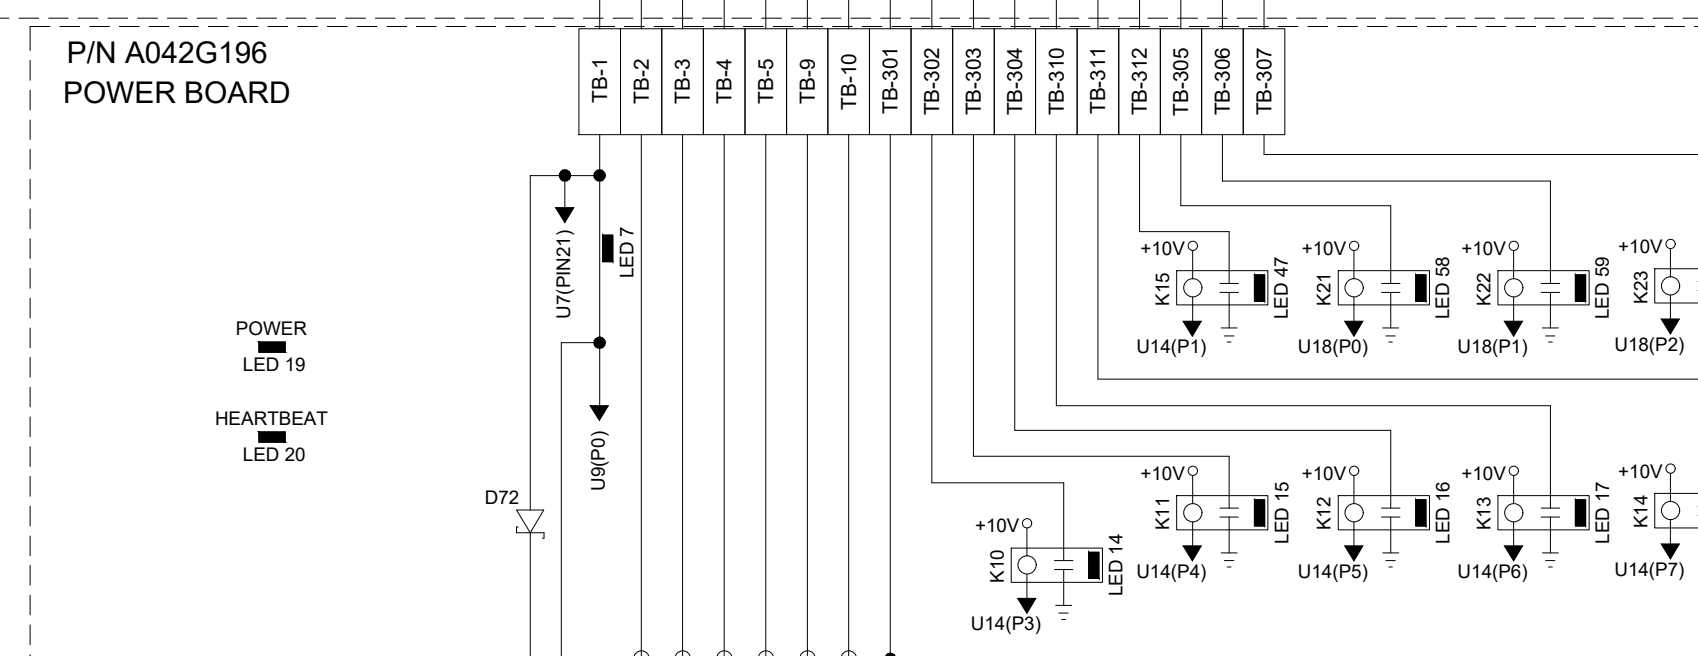 P/N A042G196
POWER BOARD
TB-1
TB-2
TB-3
TB-4
TB-5
TB-9
TB-10
TB-301
TB-302
TB-303
TB-304
TB-310
TB-311
TB-312
TB-305
TB-306
TB-307
U7(PIN21)
LED 7
+10V
K15
LED 47
U14(P1)
+10V
K21
LED 58
U18(P0)
+10V
K22
LED 59
U18(P1)
+10V
K23
U18(P2)
POWER
LED 19
HEARTBEAT
LED 20
U9(P0)
D72
+10V
K10
LED 14
U14(P3)
+10V
K11
LED 15
U14(P4)
+10V
K12
LED 16
U14(P5)
+10V
K13
LED 17
U14(P6)
+10V
K14
U14(P7)